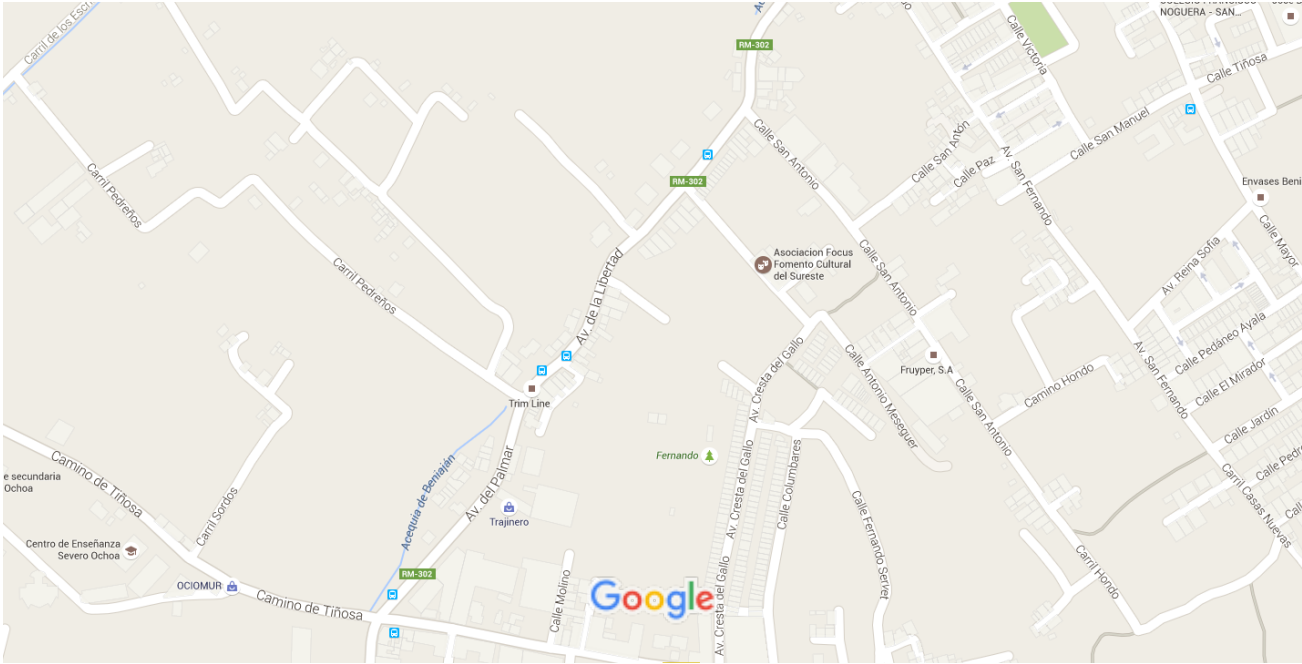 Carril de los Escri
RM-302
Calle Victoria
NOGUERA - SAN...
Calle Tiñosa
Calle San Antonio
Calle San Antón
Calle Paz
Calle San Manuel
Av. San Fernando
RM-302
Carril Pedreños
Envases Beni
Asociacion Focus
Fomento Cultural
del Sureste
Calle San Antonio
Calle Mayor
Av. Reina Sofía
Av. de la Libertad
Carril Pedreños
Calle Pedáneo Ayala
Av. San Fernando
Fruyper, S.A
Av. Cresta del Gallo
Calle Antonio Meseguer
Camino Hondo
Calle El Mirador
Trim Line
Calle San Antonio
Calle Jardín
Fernando
Av. Cresta del Gallo
Calle Columbares
Calle Pedr
Camino de Tiñosa
e secundaria
Ochoa
Av. del Palmar
Acequia de Beniaján
Carril Sordos
Trajinero
Calle Fernando Servet
Carril Casas Nuevas
Av. Cresta del Gallo
Centro de Enseñanza
Severo Ochoa
OCIOMUR
RM-302
Carril Hondo
Camino de Tiñosa
Calle Molino
Google
Av. Cresta del Gallo